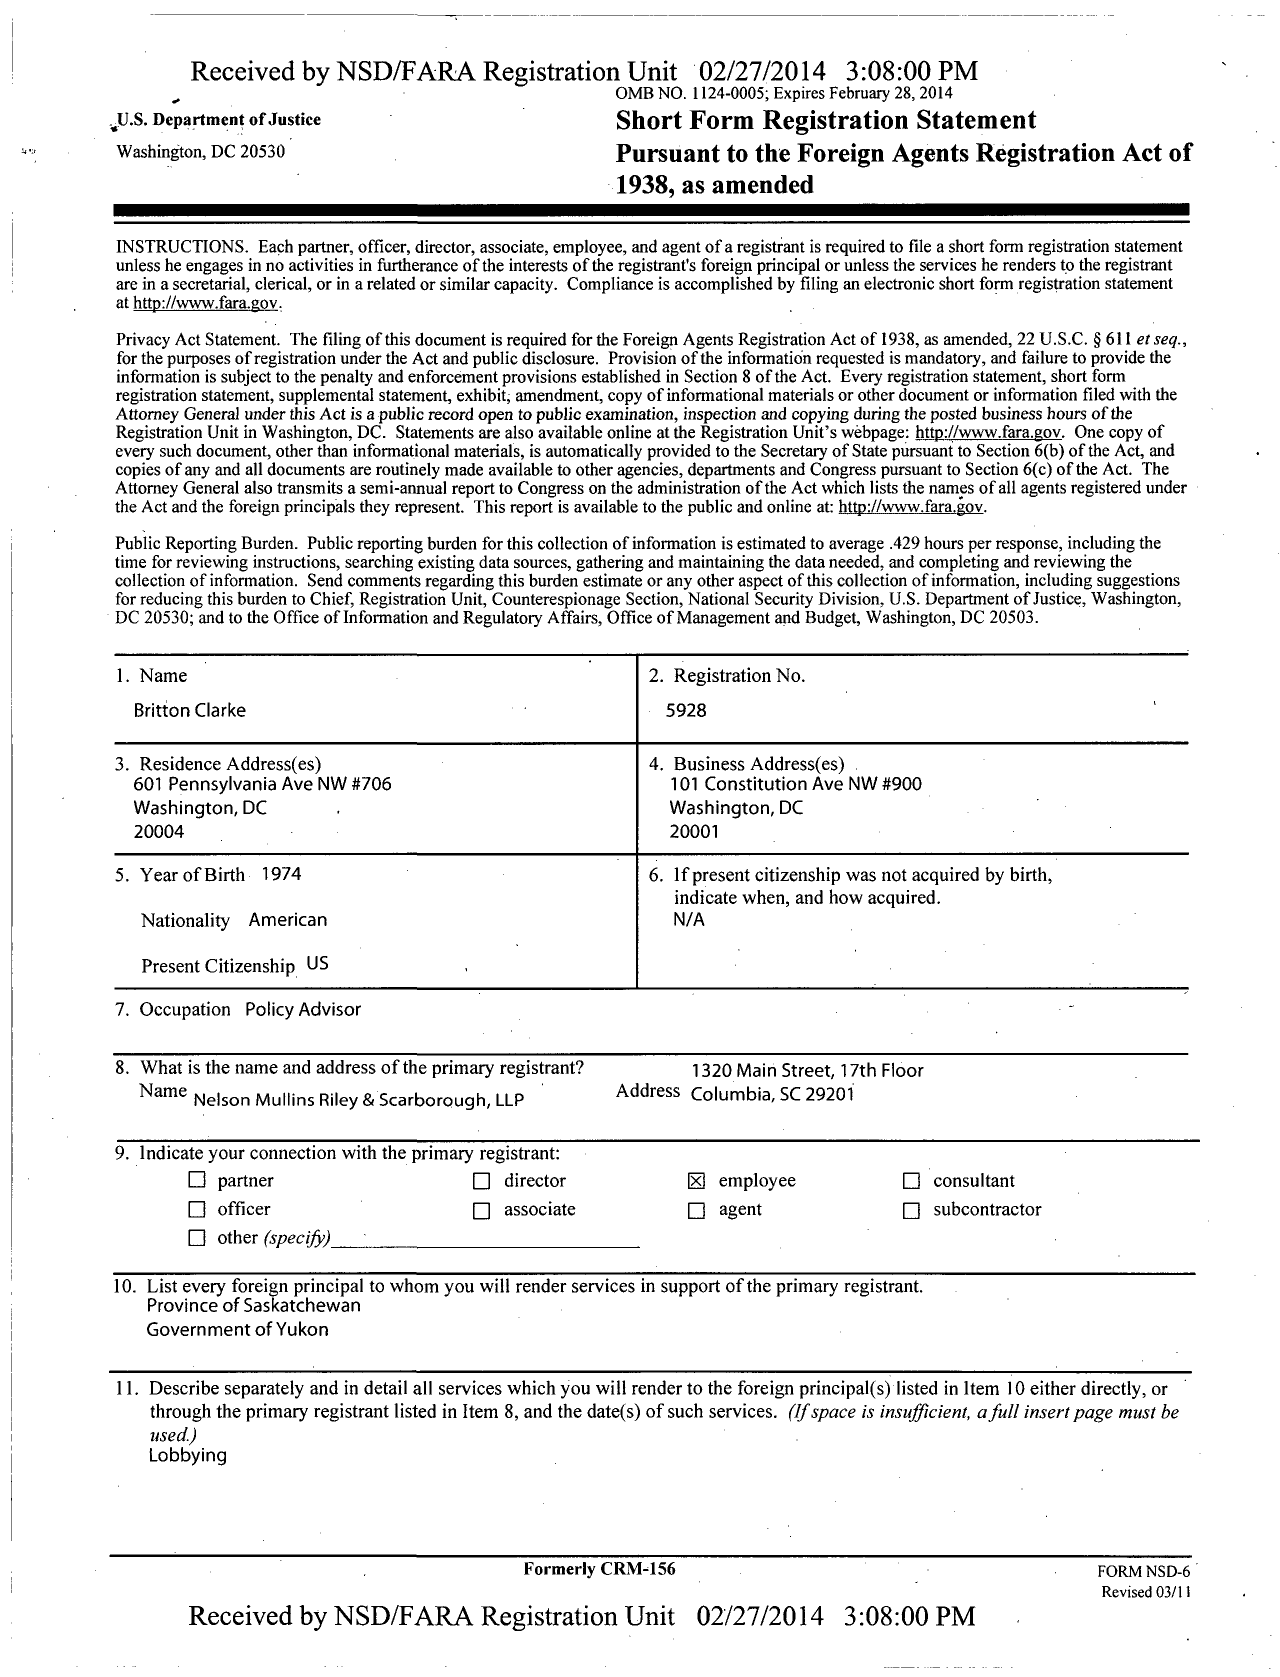 Received by NSD/FARA Registration Unit 02/27/2014 3:08:00 PM
OMB NO. 1124-0005; Expires February 28, 2014
U.S. Department of Justice
Short Form Registration Statement
Washington, DC 20530
Pursuant to the Foreign Agents Registration Act of
1938, as amended
INSTRUCTIONS. Each partner, officer, director, associate, employee, and agent of a registrant is required to file a short form registration statement
unless he engages in no activities in furtherance of the interests of the registrant's foreign principal or unless the services he renders to the registrant
are in a secretarial, clerical, or in a related or similar capacity. Compliance is accomplished by filing an electronic short form registration statement
at http://www.fara.gov.
Privacy Act Statement. The filing of this document is required for the Foreign Agents Registration Act of 1938, as amended, 22 U.S.C. § 611 et seq.,
for the purposes of registration under the Act and public disclosure. Provision of the information requested is mandatory, and failure to provide the
information is subject to the penalty and enforcement provisions established in Section 8 of the Act. Every registration statement, short form
registration statement, supplemental statement, exhibit, amendment, copy of informational materials or other document or information filed with the
Attorney General under this Act is a public record open to public examination, inspection and copying during the posted business hours of the
Registration Unit in Washington, DC. Statements are also available online at the Registration Unit's webpage: http://www.fara.gov. One copy of
every such document, other than informational materials, is automatically provided to the Secretary of State pursuant to Section 6(b) of the Act, and
copies of any and all documents are routinely made available to other agencies, departments and Congress pursuant to Section 6(c) of the Act. The
Attorney General also transmits a semi-annual report to Congress on the administration of the Act which lists the names of all agents registered under
the Act and the foreign principals they represent. This report is available to the public and online at: http://www.fara.gov.
Public Reporting Burden. Public reporting burden for this collection of information is estimated to average .429 hours per response, including the
time for reviewing instructions, searching existing data sources, gathering and maintaining the data needed, and completing and reviewing the
collection of information. Send comments regarding this burden estimate or any other aspect of this collection of information, including suggestions
for reducing this burden to Chief, Registration Unit, Counterespionage Section, National Security Division, U.S. Department of Justice, Washington,
DC 20530; and to the Office of Information and Regulatory Affairs, Office of Management and Budget, Washington, DC 20503.
1. Name
Britton Clarke
2. Registration No.
5928
3. Residence Address(es)
601 Pennsylvania Ave NW #706
Washington, DC
20004
4. Business Address(es)
101 Constitution Ave NW #900
Washington, DC
20001
5. Year of Birth 1974
Nationality American
Present Citizenship US
6. If present citizenship was not acquired by birth,
indicate when, and how acquired.
N/A
7. Occupation Policy Advisor
8. What is the name and address of the primary registrant?
Name Nelson Mullins Riley & Scarborough, LLP
1320 Main Street, 17th Floor
Address Columbia, SC 29201
9. Indicate your connection with the primary registrant:
☐ partner ☐ director ☒ employee ☐ consultant
☐ officer ☐ associate ☐ agent ☐ subcontractor
☐ other (specify)
10. List every foreign principal to whom you will render services in support of the primary registrant.
Province of Saskatchewan
Government of Yukon
11. Describe separately and in detail all services which you will render to the foreign principal(s) listed in Item 10 either directly, or
through the primary registrant listed in Item 8, and the date(s) of such services. (If space is insufficient, a full insert page must be
used.)
Lobbying
Formerly CRM-156
FORM NSD-6
Revised 03/11
Received by NSD/FARA Registration Unit 02/27/2014 3:08:00 PM